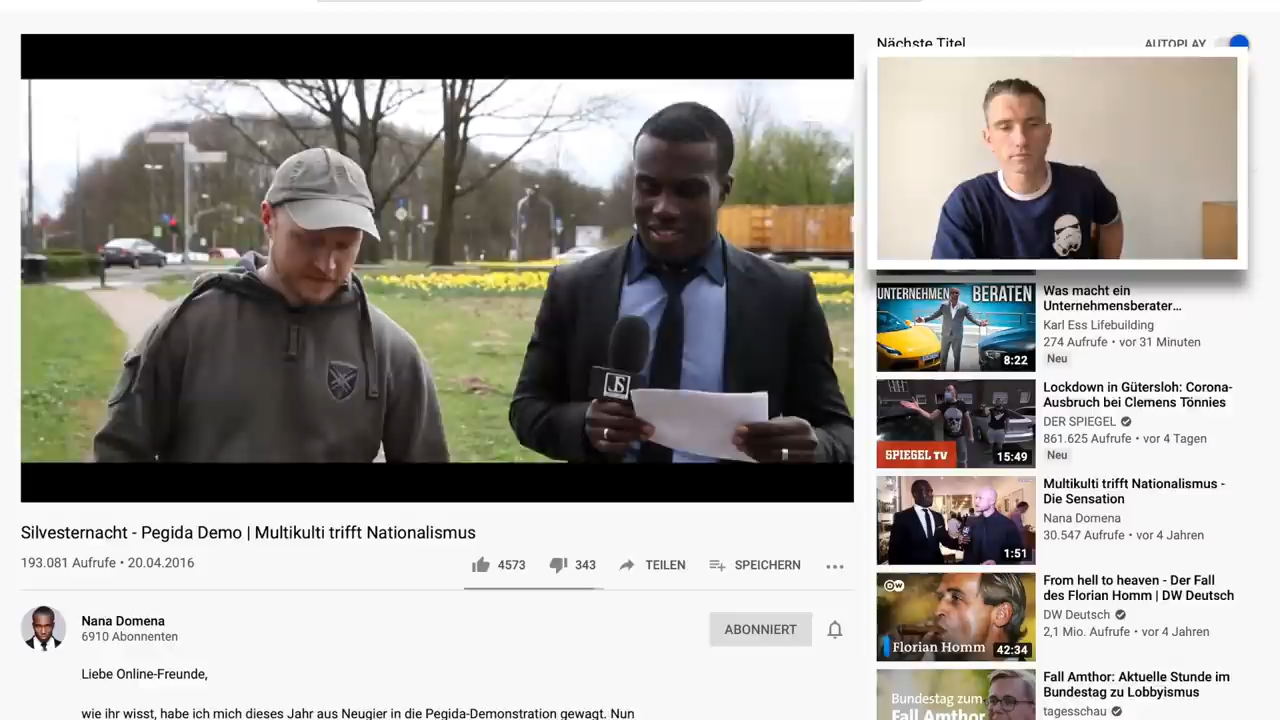 Nächste Titel
AUTOPLAY
JS
Silvesternacht - Pegida Demo | Multikulti trifft Nationalismus
193.081 Aufrufe • 20.04.2016
4573
343
TEILEN
SPEICHERN
Nana Domena
6910 Abonnenten
ABONNIERT
Liebe Online-Freunde,
wie ihr wisst, habe ich mich dieses Jahr aus Neugier in die Pegida-Demonstration gewagt. Nun
UNTERNEHMEN BERATEN
8:22
Was macht ein
Unternehmensberater...
Karl Ess Lifebuilding
274 Aufrufe • vor 31 Minuten
Neu
SPIEGEL TV
15:49
Lockdown in Gütersloh: Corona-
Ausbruch bei Clemens Tönnies
DER SPIEGEL
861.625 Aufrufe • vor 4 Tagen
Neu
1:51
Multikulti trifft Nationalismus -
Die Sensation
Nana Domena
30.547 Aufrufe • vor 4 Jahren
DW
Florian Homm
42:34
From hell to heaven - Der Fall
des Florian Homm | DW Deutsch
DW Deutsch
2,1 Mio. Aufrufe • vor 4 Jahren
Bundestag zum
Fall Amthor
Fall Amthor: Aktuelle Stunde im
Bundestag zu Lobbyismus
tagesschau